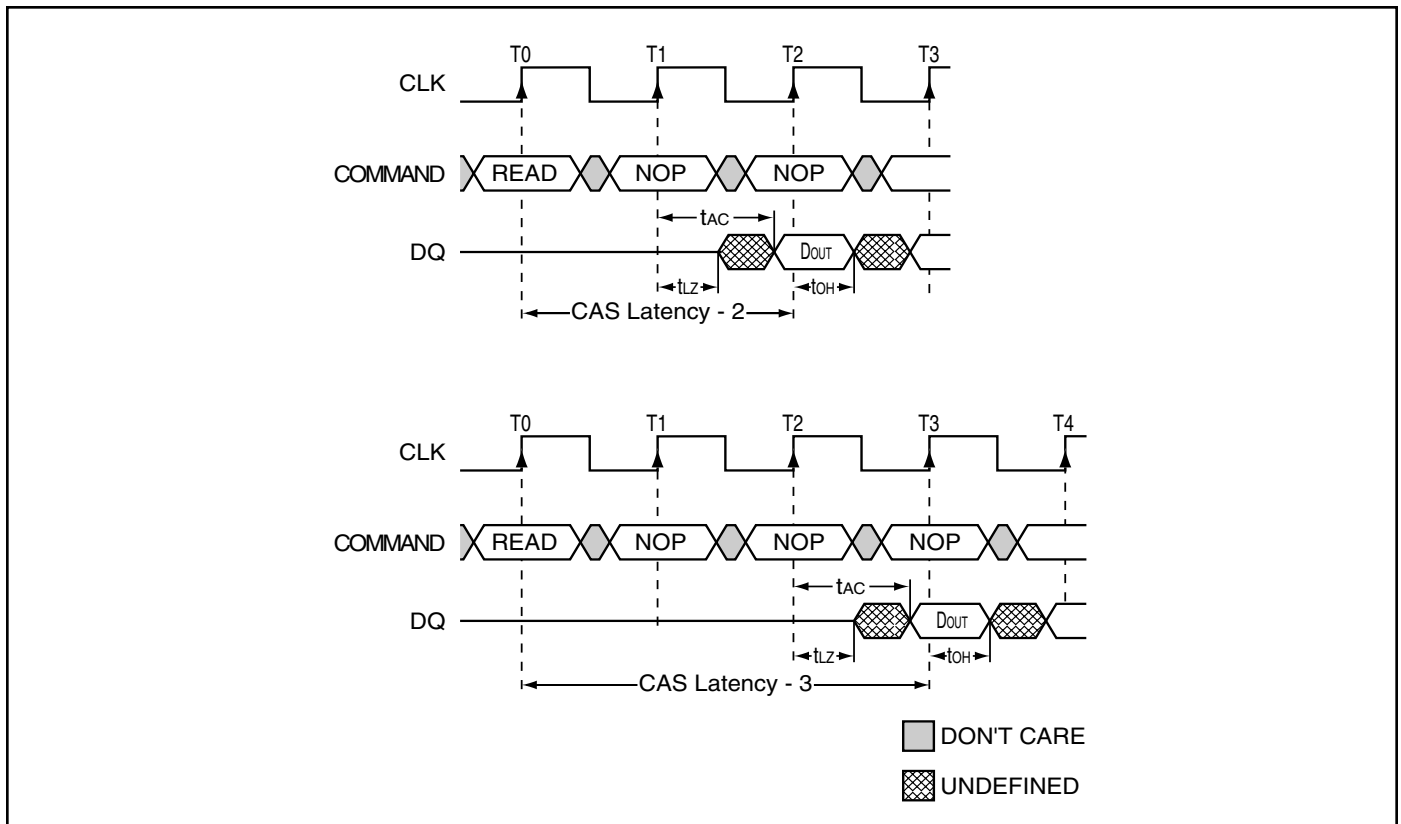 T0 T1 T2 T3
CLK
COMMAND READ NOP NOP
tAC
DQ DOUT
tLZ tOH
CAS Latency - 2
T0 T1 T2 T3 T4
CLK
COMMAND READ NOP NOP NOP
tAC
DQ DOUT
tLZ tOH
CAS Latency - 3
DON'T CARE
UNDEFINED